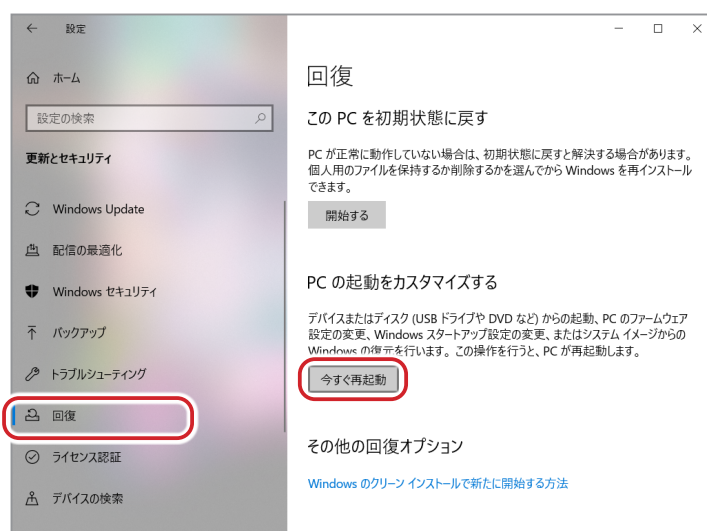 設定
ホーム
設定の検索
更新とセキュリティ
Windows Update
配信の最適化
Windows セキュリティ
バックアップ
トラブルシューティング
回復
ライセンス認証
デバイスの検索
回復
この PC を初期状態に戻す
PC が正常に動作していない場合は、初期状態に戻すと解決する場合があります。
個人用のファイルを保持するか削除するかを選んでから Windows を再インストール
できます。
開始する
PC の起動をカスタマイズする
デバイスまたはディスク (USB ドライブや DVD など) からの起動、PC のファームウェア
設定の変更、Windows スタートアップ設定の変更、またはシステム イメージからの
Windows の復元を行います。この操作を行うと、PC が再起動します。
今すぐ再起動
その他の回復オプション
Windows のクリーン インストールで新たに開始する方法